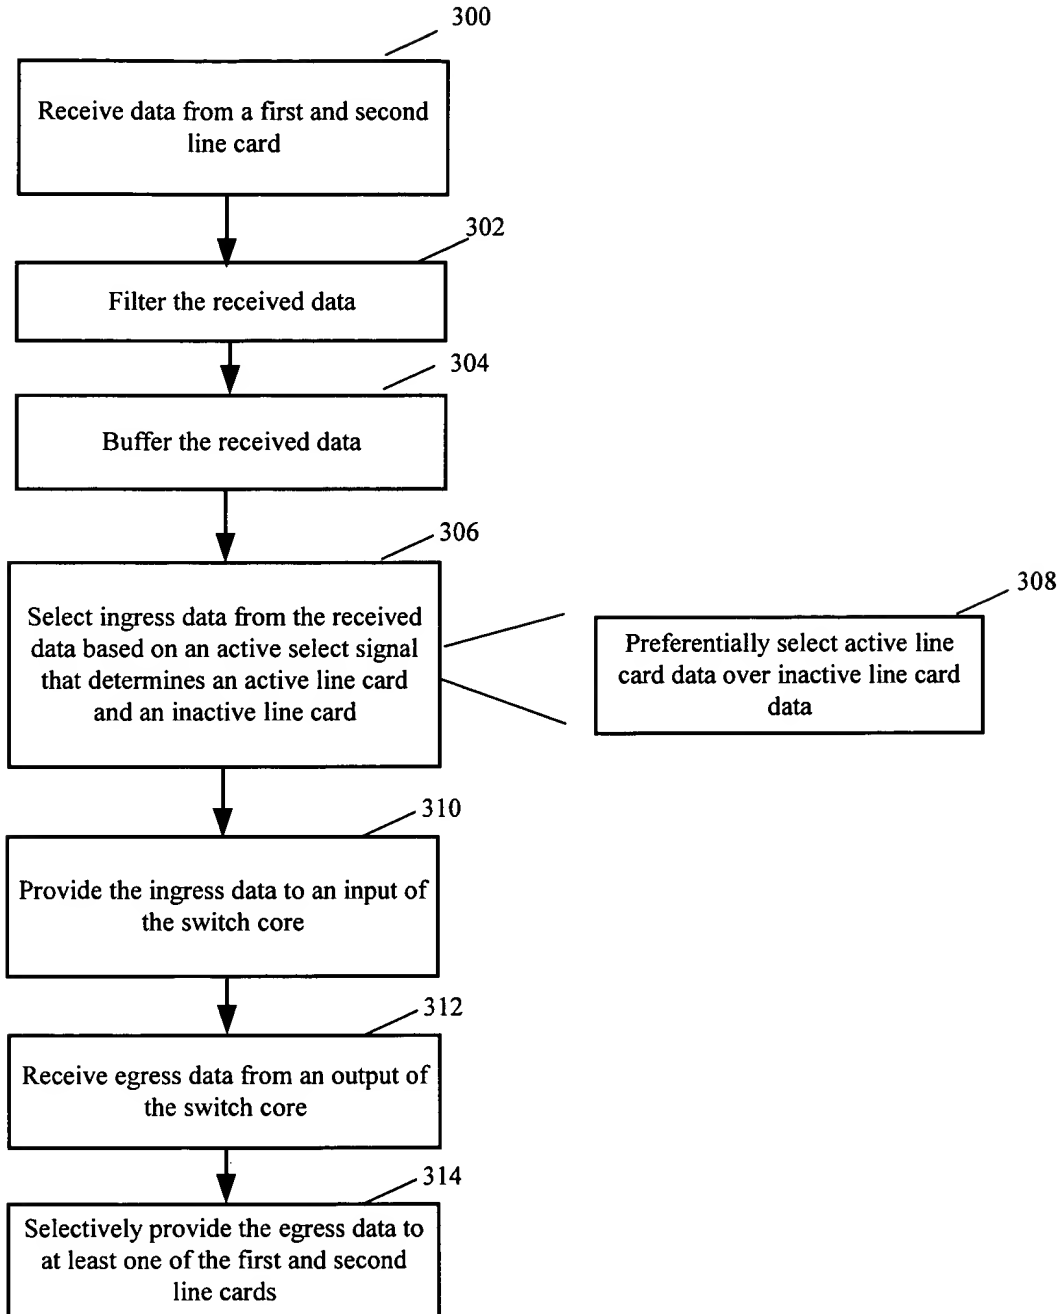 300
Receive data from a first and second
line card
302
Filter the received data
304
Buffer the received data
306
Select ingress data from the received
data based on an active select signal
that determines an active line card
and an inactive line card
308
Preferentially select active line
card data over inactive line card
data
310
Provide the ingress data to an input of
the switch core
312
Receive egress data from an output of
the switch core
314
Selectively provide the egress data to
at least one of the first and second
line cards